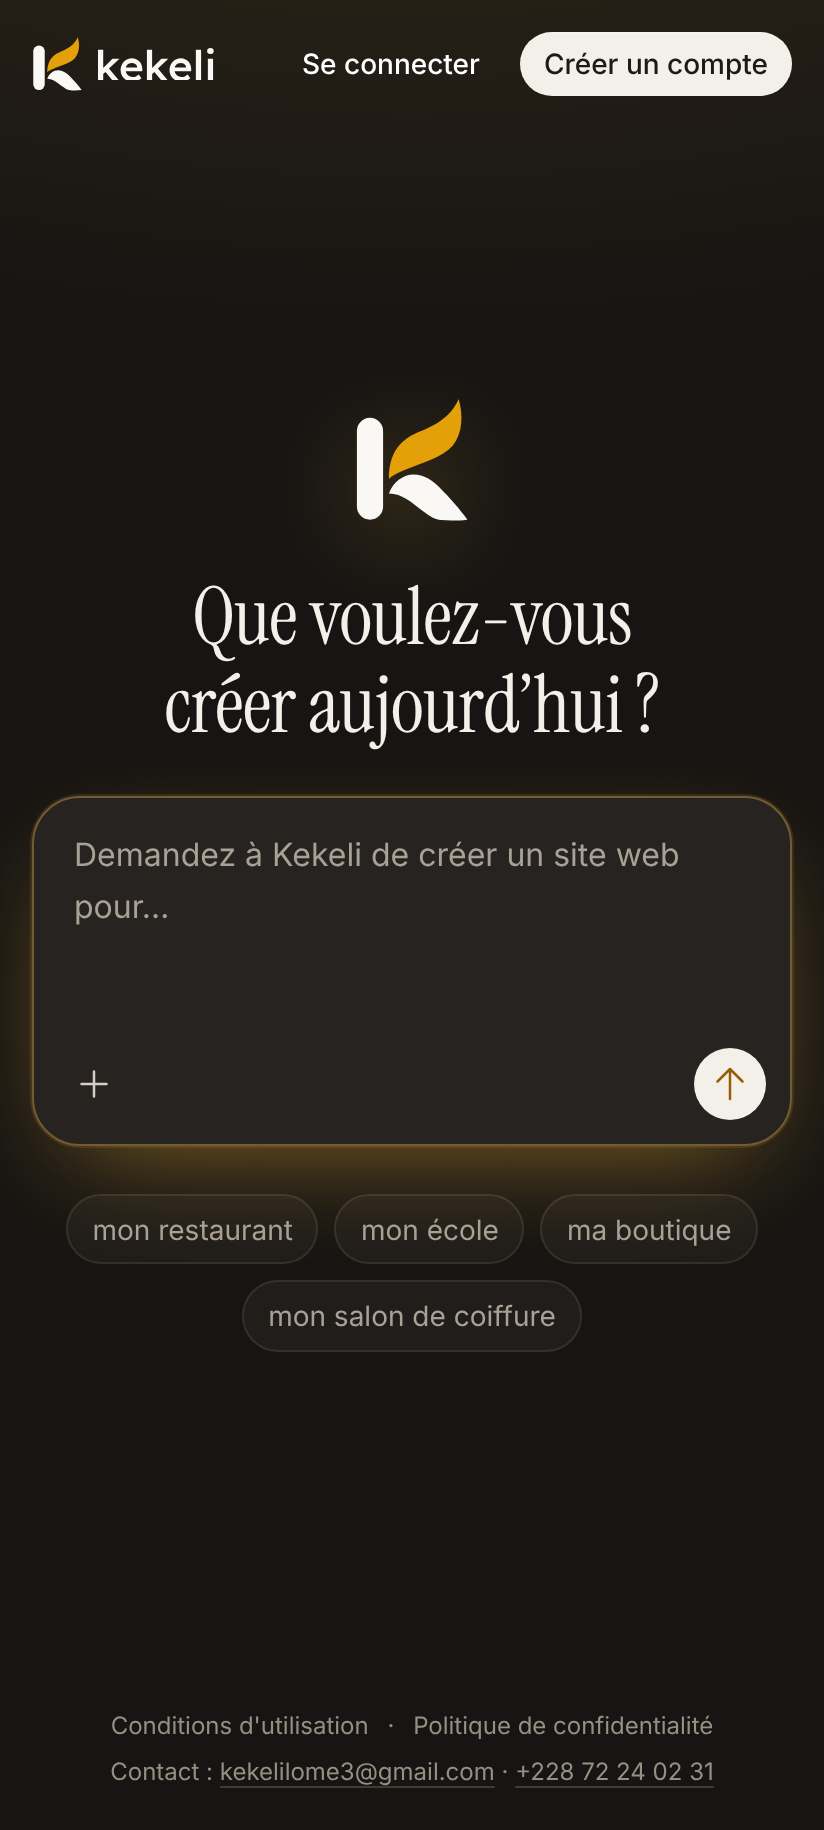 kekeli
Se connecter
Créer un compte
Que voulez-vous
créer aujourd’hui ?
Demandez à Kekeli de créer un site web
pour...
mon restaurant
mon école
ma boutique
mon salon de coiffure
Conditions d'utilisation · Politique de confidentialité
Contact : kekelilome3@gmail.com · +228 72 24 02 31